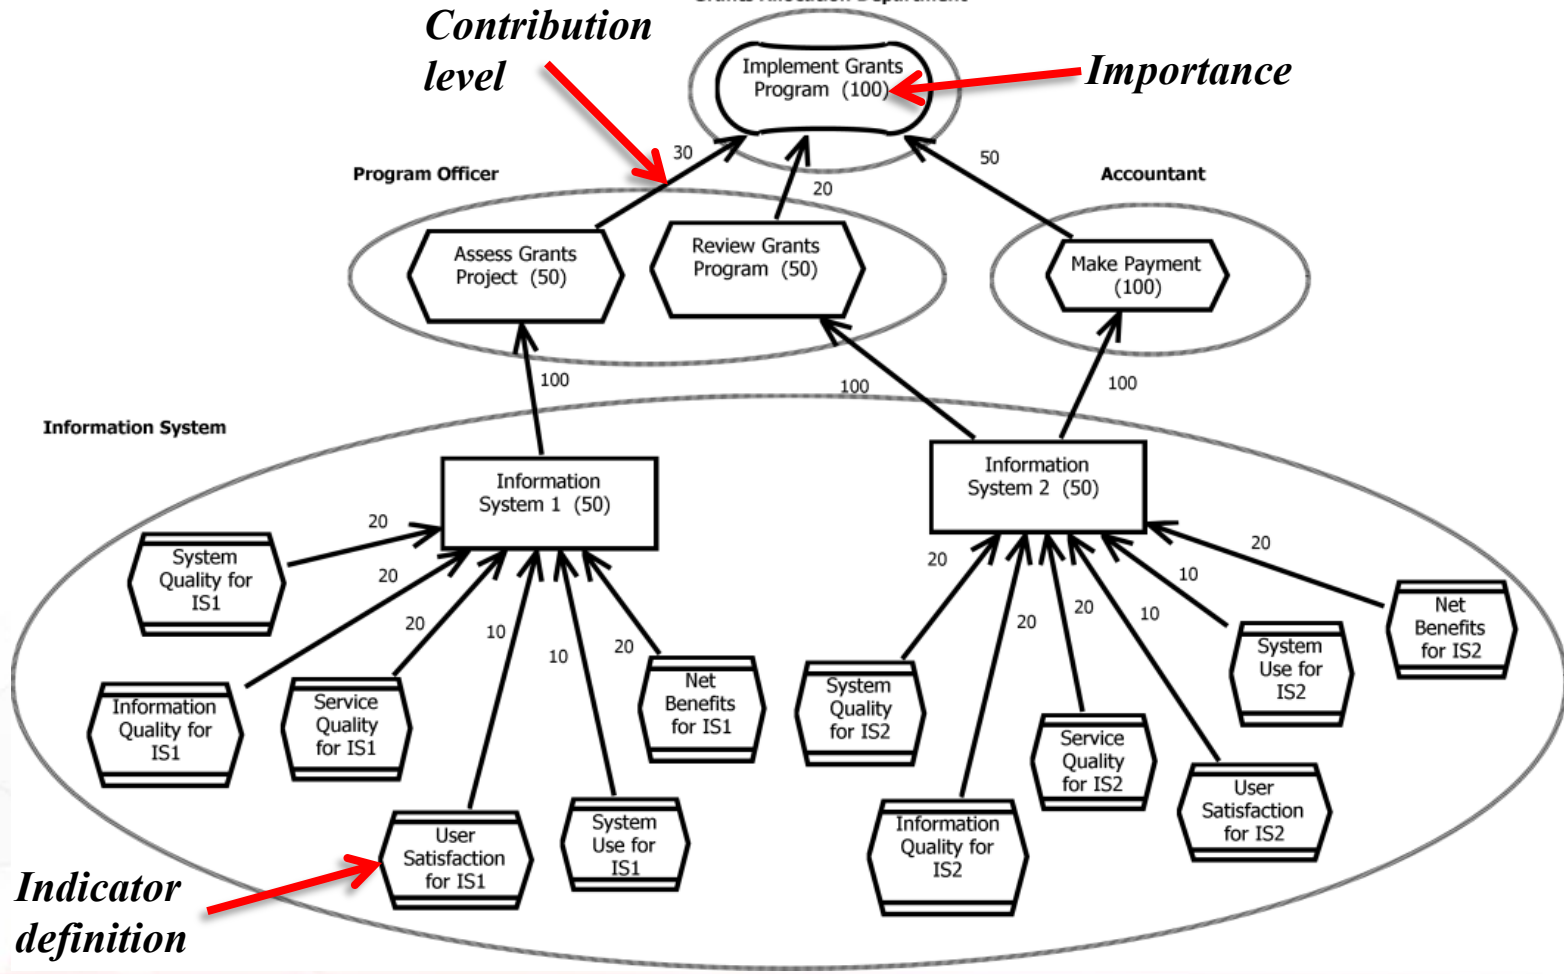 Contribution
level
Implement Grants
Program (100)
Importance
30
20
50
Program Officer
Accountant
Assess Grants
Project (50)
Review Grants
Program (50)
Make Payment
(100)
100
100
100
Information System
Information
System 1 (50)
Information
System 2 (50)
20
20
20
10
10
20
20
20
20
10
10
20
System
Quality for
IS1
Information
Quality for
IS1
Service
Quality
for IS1
User
Satisfaction
for IS1
System
Use for
IS1
Net
Benefits
for IS1
System
Quality
for IS2
Information
Quality for
IS2
Service
Quality
for IS2
User
Satisfaction
for IS2
System
Use for
IS2
Net
Benefits
for IS2
Indicator
definition